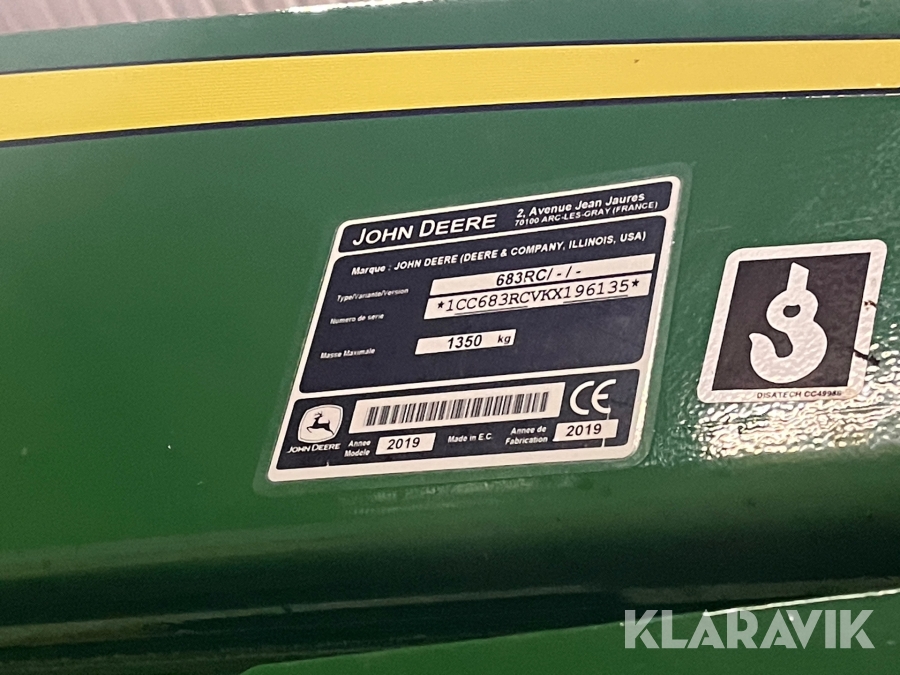 JOHN DEERE
2, Avenue Jean Jaures
70100 ARC-LES-GRAY (FRANCE)
Marque : JOHN DEERE (DEERE & COMPANY, ILLINOIS, USA)
Type/Variante/Version 683RC/-/-
Numero de serie *1CC683RCVKX196135*
Masse Maximale 1350 kg
CE
JOHN DEERE
Annee Modele 2019 Made in E.C. Annee de Fabrication 2019
DISATECH CC49946
KLARAVIK